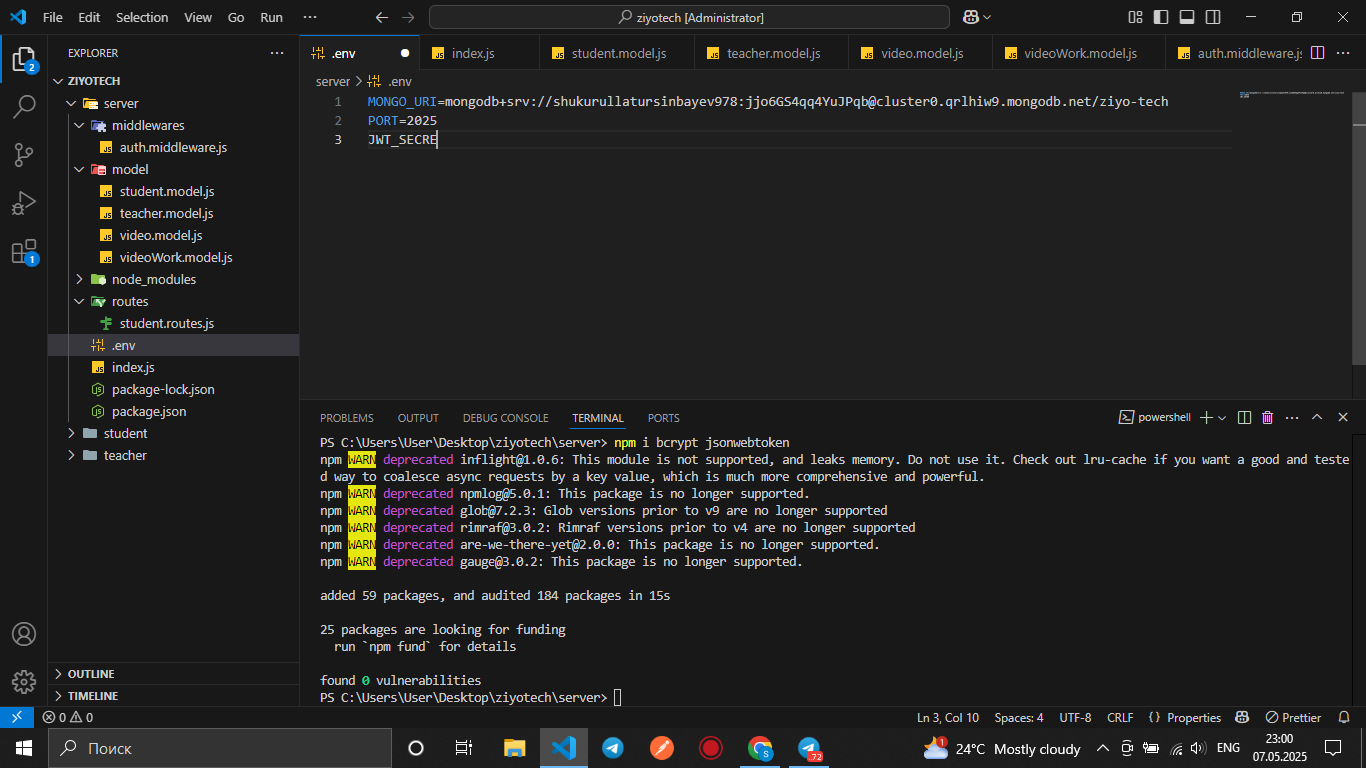 File Edit Selection View Go Run ··· ziyotech [Administrator]
EXPLORER ···
.env index.js student.model.js teacher.model.js video.model.js videoWork.model.js auth.middleware.js ···
ZIYOTECH
server
middlewares
auth.middleware.js
model
student.model.js
teacher.model.js
video.model.js
videoWork.model.js
node_modules
routes
student.routes.js
.env
index.js
package-lock.json
package.json
student
teacher
OUTLINE
TIMELINE
2
1
server > .env
1 MONGO_URI=mongodb+srv://shukurullatursinbayev978:jjo6GS4qq4YuJPqb@cluster0.qrlhiw9.mongodb.net/ziyo-tech
2 PORT=2025
3 JWT_SECRE
PROBLEMS OUTPUT DEBUG CONSOLE TERMINAL PORTS powershell ···
PS C:\Users\User\Desktop\ziyotech\server> npm i bcrypt jsonwebtoken
npm WARN deprecated inflight@1.0.6: This module is not supported, and leaks memory. Do not use it. Check out lru-cache if you want a good and teste
d way to coalesce async requests by a key value, which is much more comprehensive and powerful.
npm WARN deprecated npmlog@5.0.1: This package is no longer supported.
npm WARN deprecated glob@7.2.3: Glob versions prior to v9 are no longer supported
npm WARN deprecated rimraf@3.0.2: Rimraf versions prior to v4 are no longer supported
npm WARN deprecated are-we-there-yet@2.0.0: This package is no longer supported.
npm WARN deprecated gauge@3.0.2: This package is no longer supported.
added 59 packages, and audited 184 packages in 15s
25 packages are looking for funding
run `npm fund` for details
found 0 vulnerabilities
PS C:\Users\User\Desktop\ziyotech\server>
0 0 Ln 3, Col 10 Spaces: 4 UTF-8 CRLF {} Properties Prettier
Поиск 72 1 24°C Mostly cloudy ENG 23:00
07.05.2025